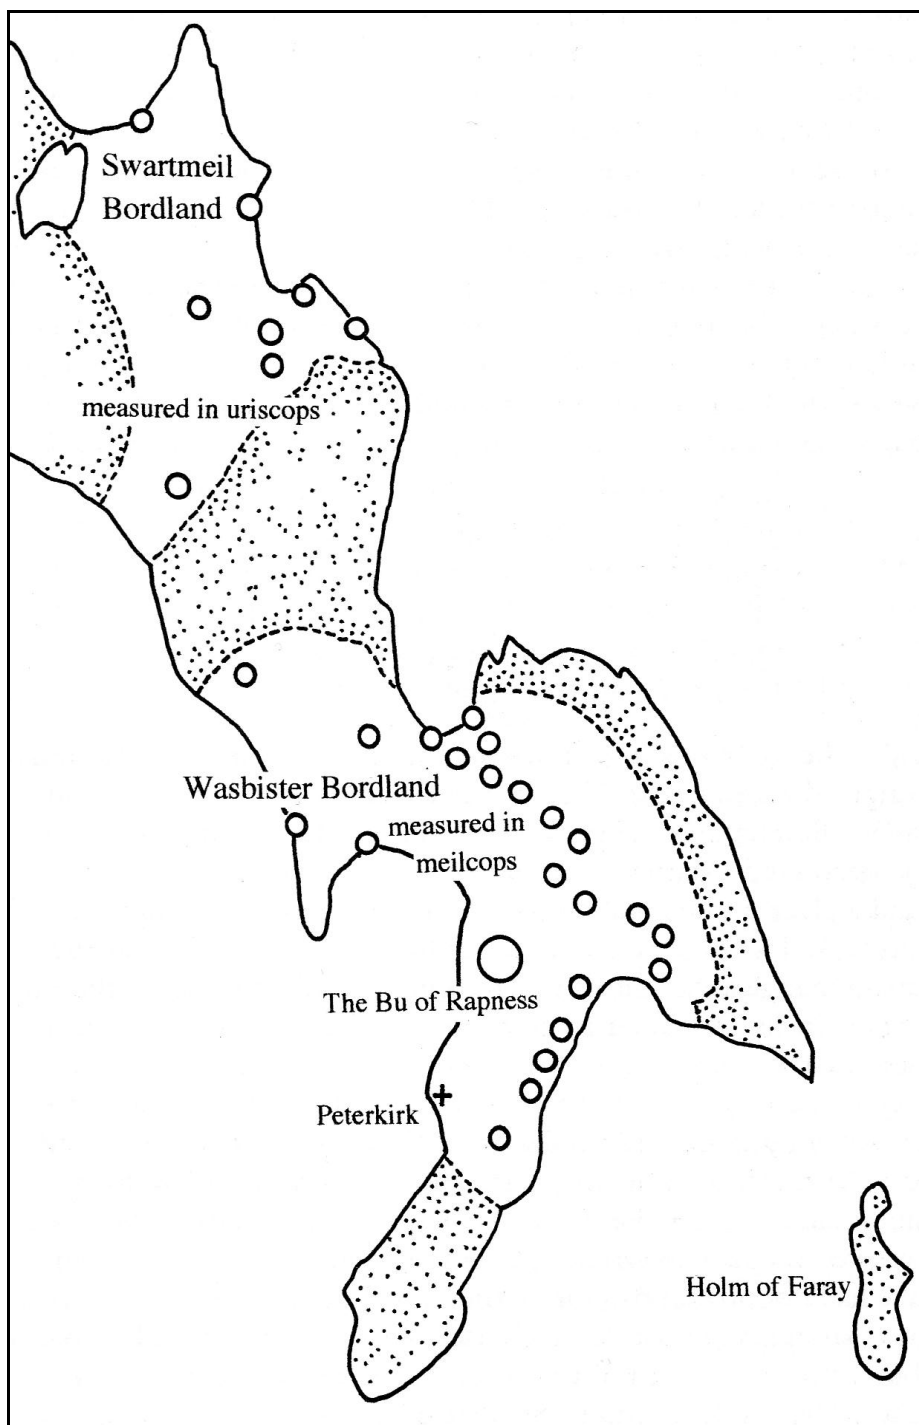 Swartmeil
Bordland
measured in uriscops
Wasbister Bordland
measured in
meilcops
The Bu of Rapness
Peterkirk
Holm of Faray